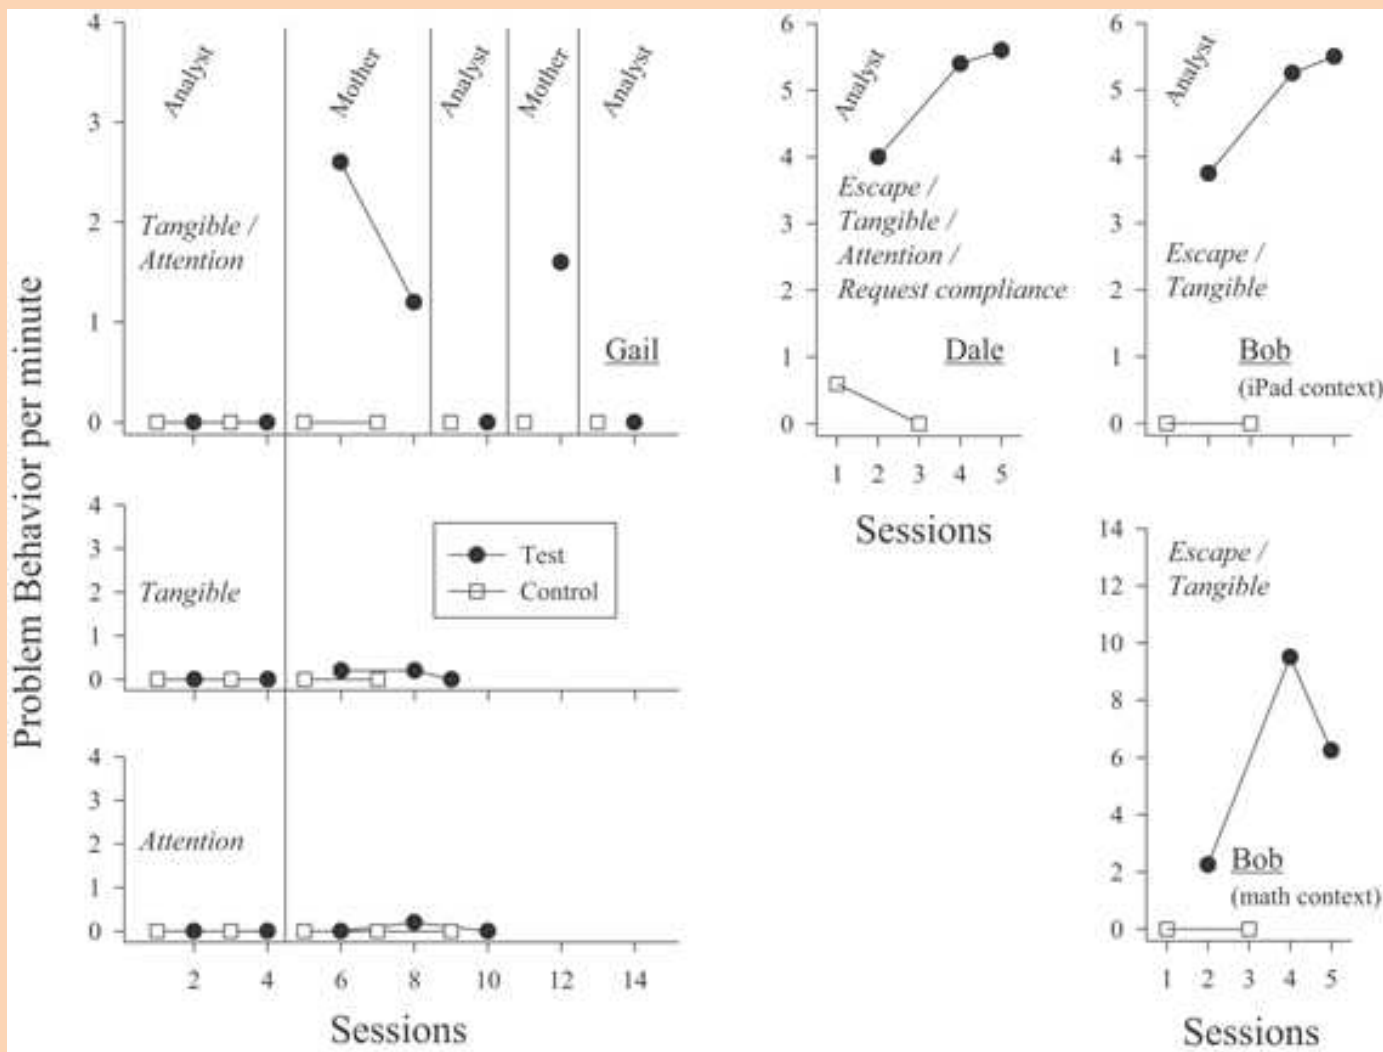 Problem Behavior per minute
4
3
2
1
0
Analyst
Mother
Analyst
Mother
Analyst
Tangible /
Attention
Gail
4
3
2
1
0
Tangible
Test
Control
4
3
2
1
0
Attention
2
4
6
8
10
12
14
Sessions
6
5
4
3
2
1
0
Analyst
Escape /
Tangible /
Attention /
Request compliance
Dale
1
2
3
4
5
Sessions
6
5
4
3
2
1
0
Analyst
Escape /
Tangible
Bob
(iPad context)
14
12
10
8
6
4
2
0
Escape /
Tangible
Bob
(math context)
1
2
3
4
5
Sessions